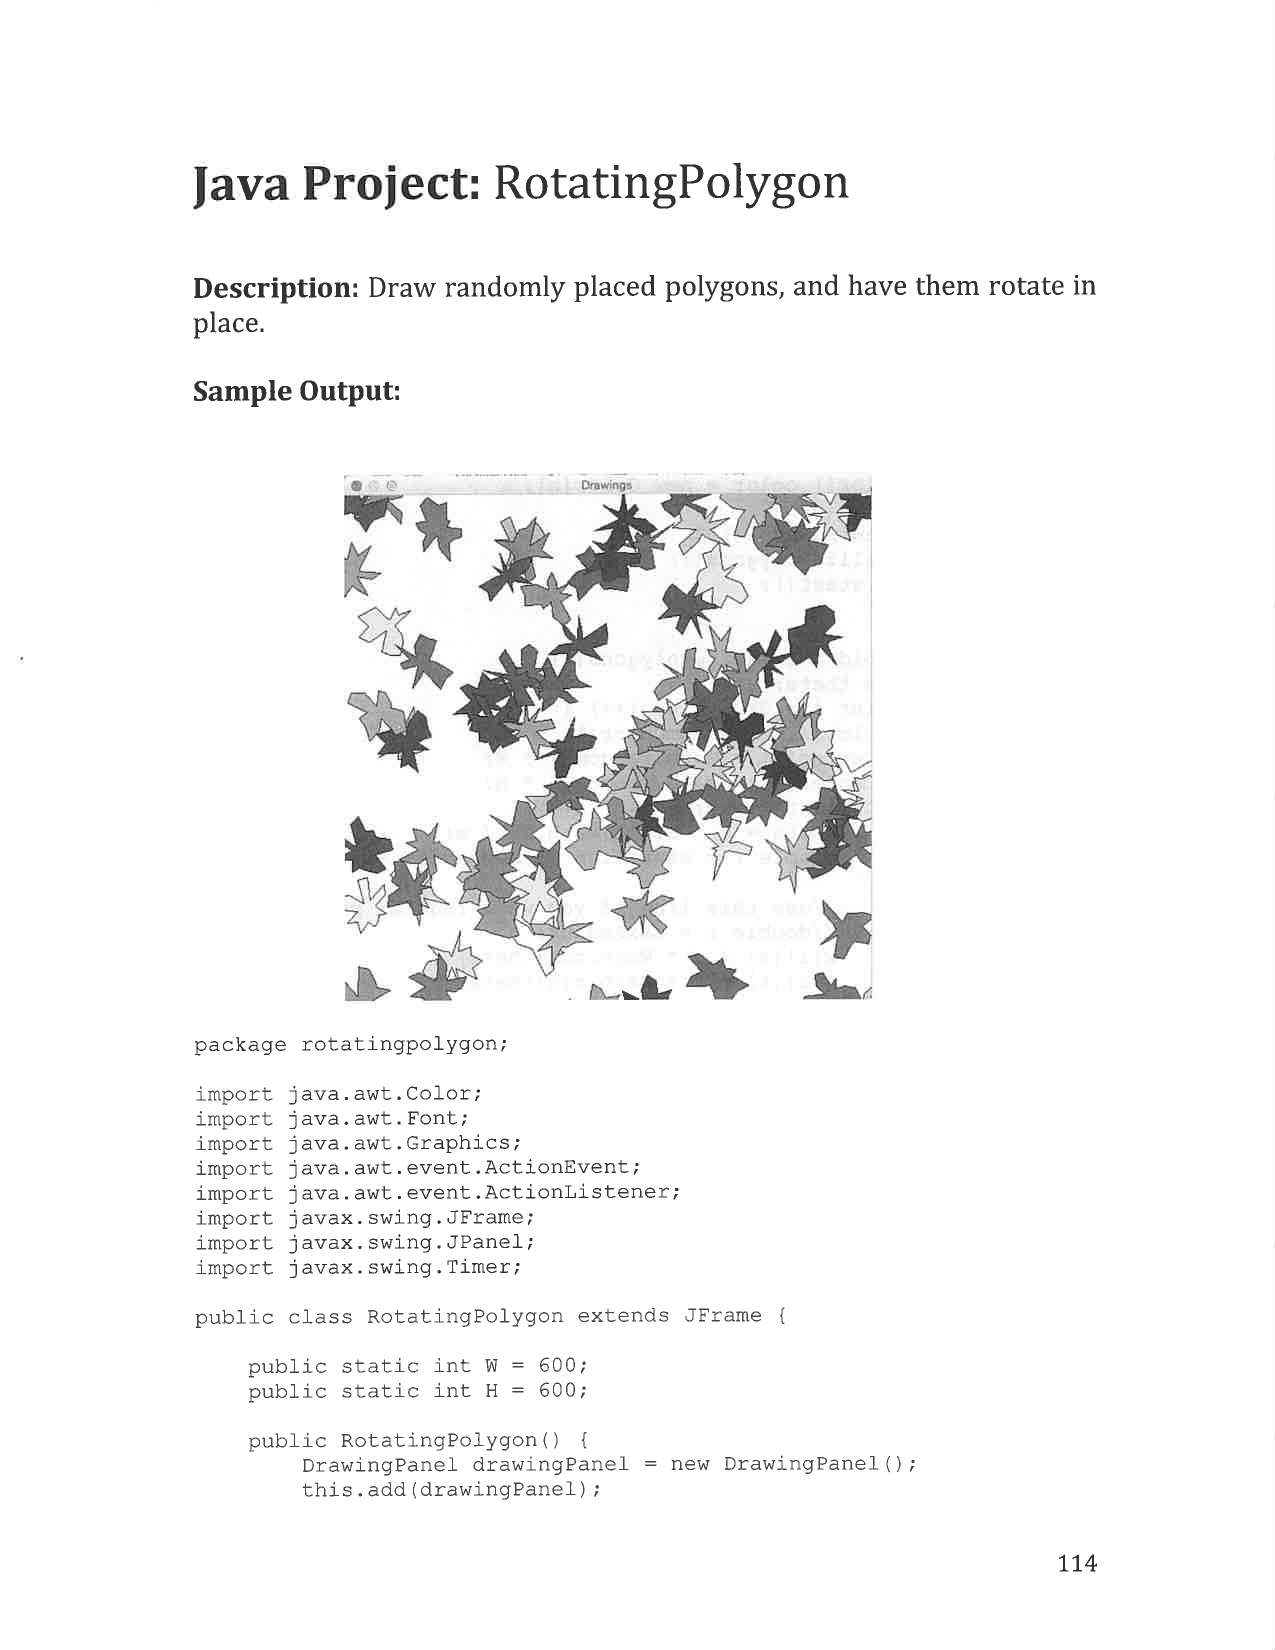 Java Project: RotatingPolygon
Description: Draw randomly placed polygons, and have them rotate in
place.
Sample Output:
Drawings
package rotatingpolygon;
import java.awt.Color;
import java.awt.Font;
import java.awt.Graphics;
import java.awt.event.ActionEvent;
import java.awt.event.ActionListener;
import javax.swing.JFrame;
import javax.swing.JPanel;
import javax.swing.Timer;
public class RotatingPolygon extends JFrame {
public static int W = 600;
public static int H = 600;
public RotatingPolygon() {
DrawingPanel drawingPanel = new DrawingPanel();
this.add(drawingPanel);
114